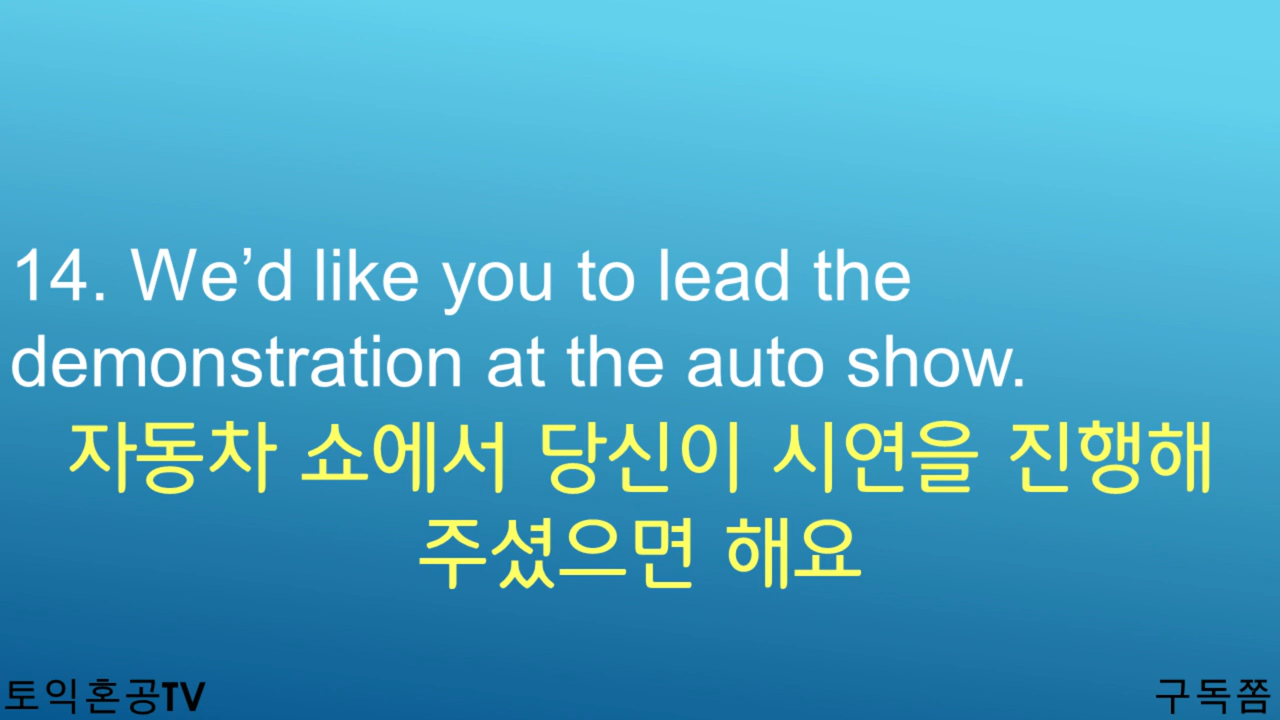 14. We’d like you to lead the
demonstration at the auto show.
자동차 쇼에서 당신이 시연을 진행해
주셨으면 해요
토익혼공TV
구독쫌